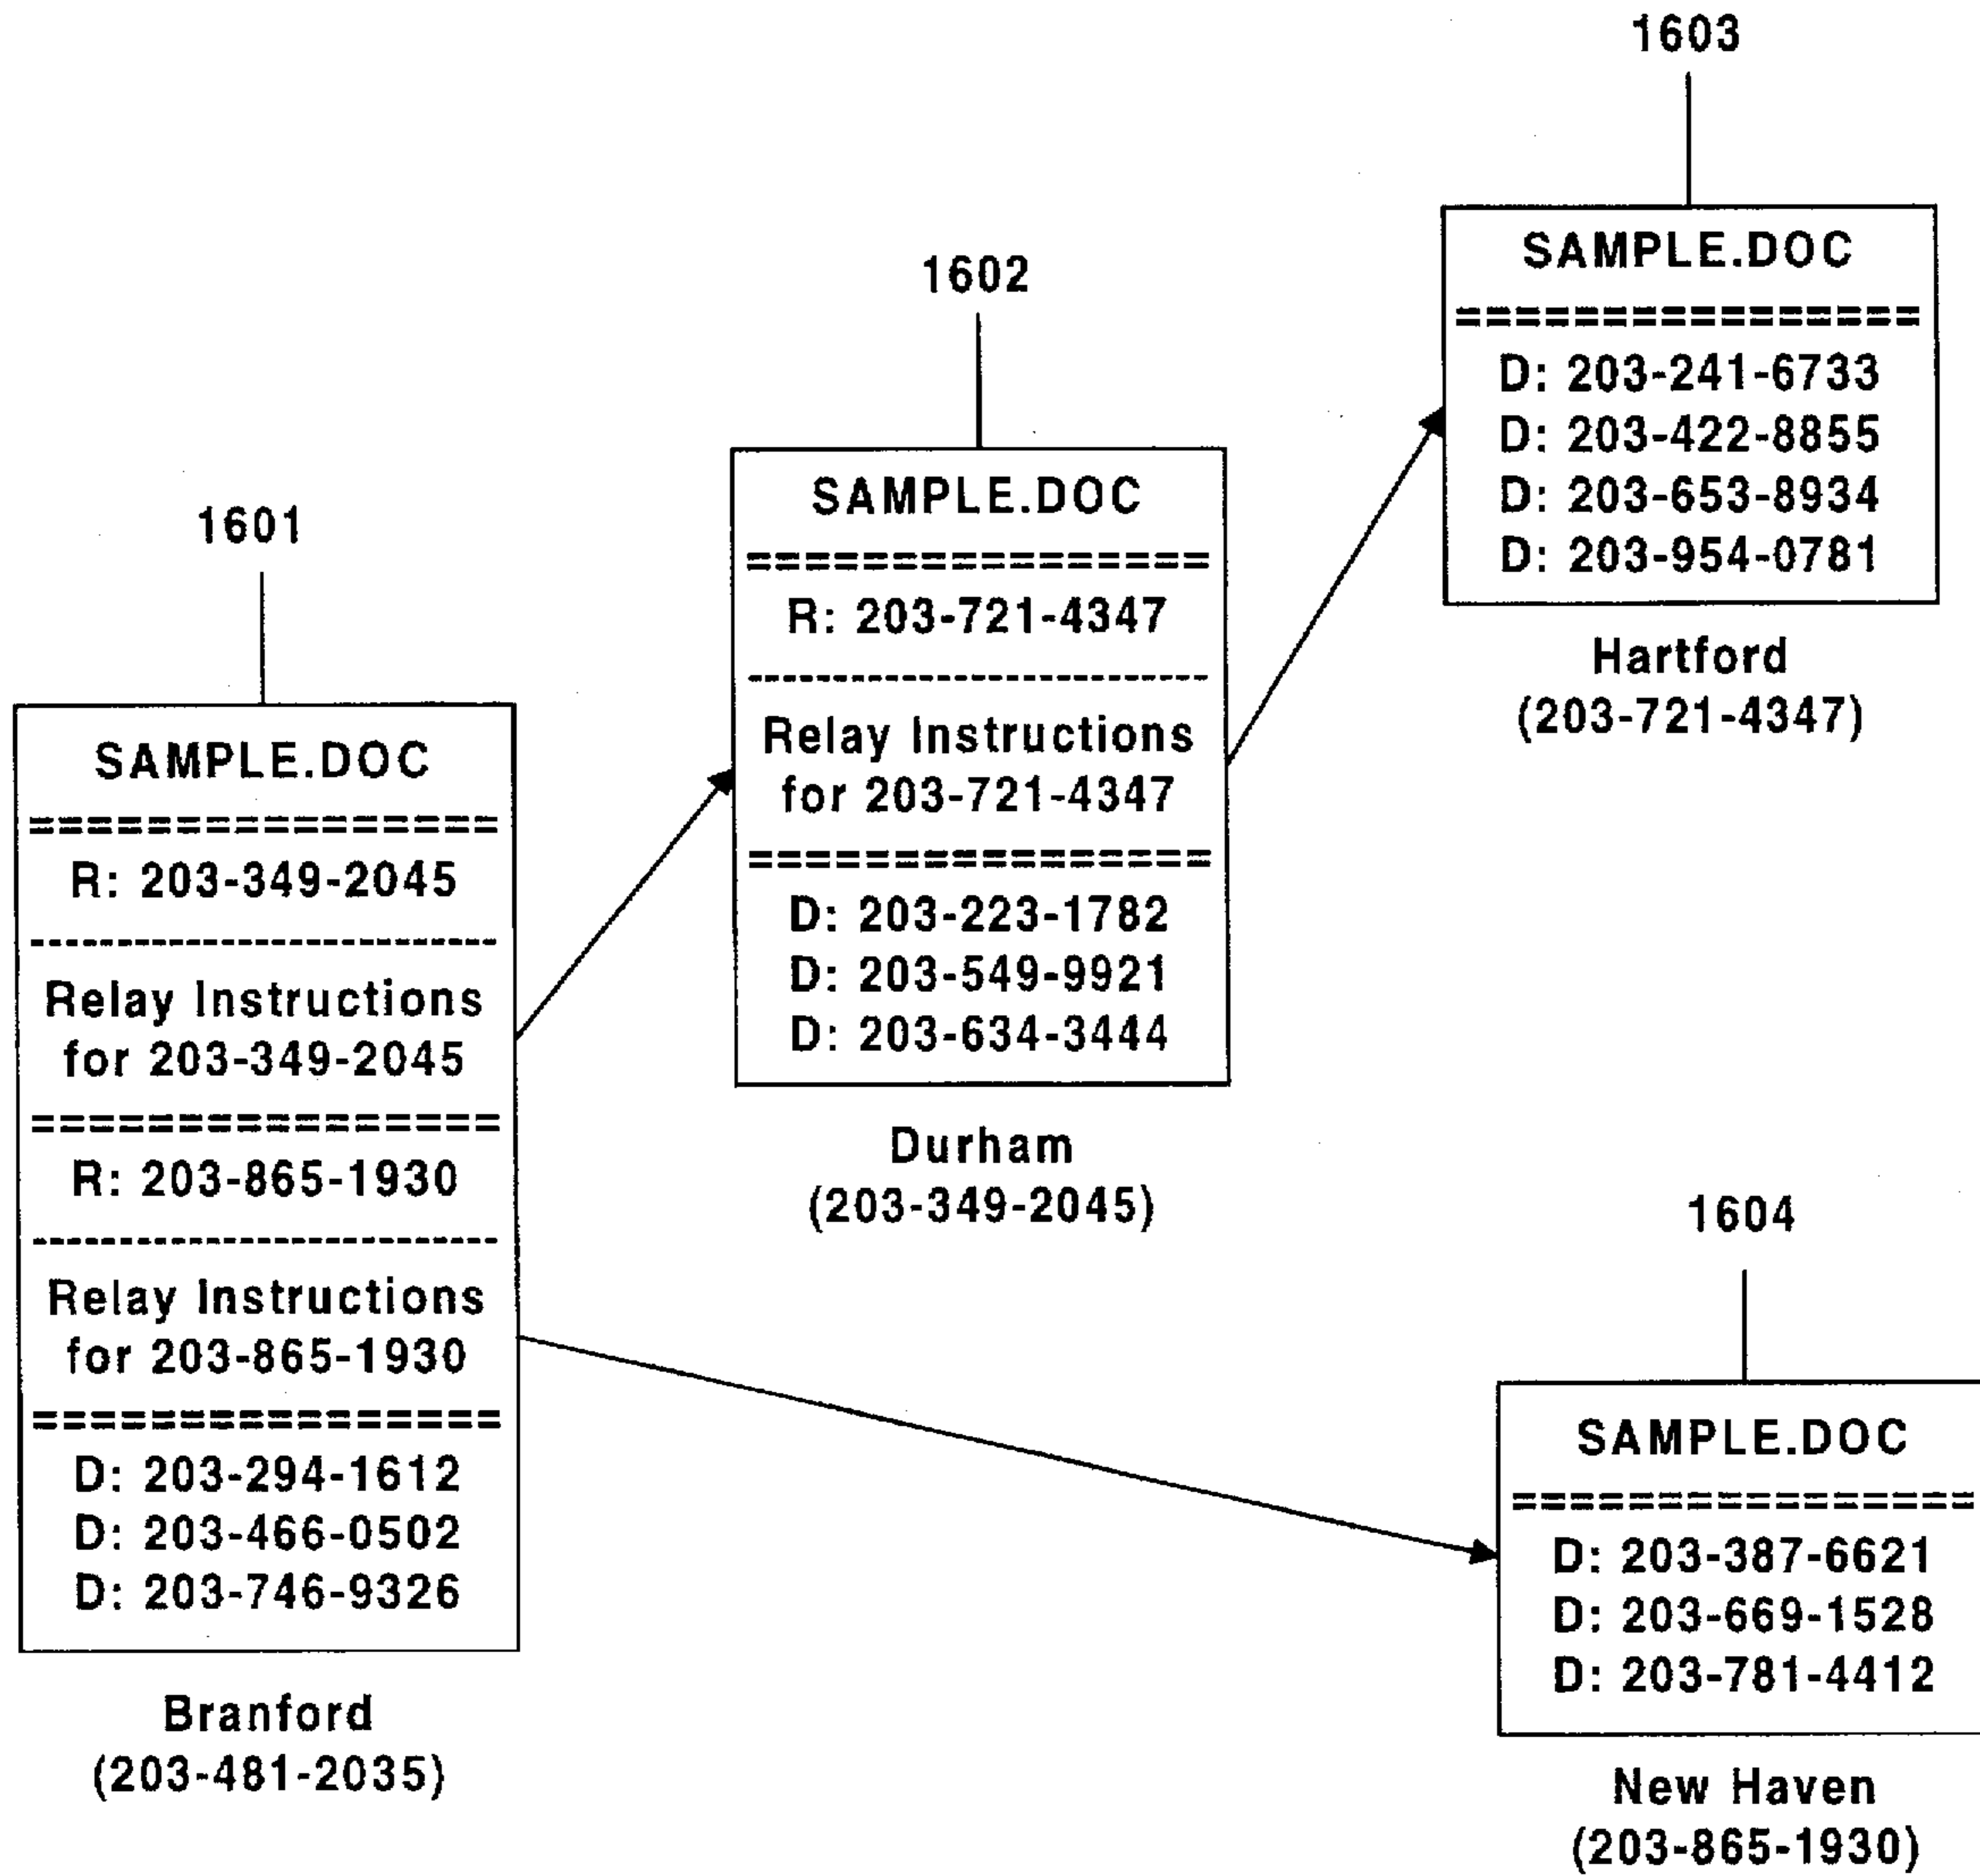 1601
SAMPLE.DOC
================
R: 203-349-2045
------------------------
Relay Instructions
for 203-349-2045
================
R: 203-865-1930
------------------------
Relay Instructions
for 203-865-1930
================
D: 203-294-1612
D: 203-466-0502
D: 203-746-9326
Branford
(203-481-2035)
1602
SAMPLE.DOC
================
R: 203-721-4347
------------------------
Relay Instructions
for 203-721-4347
================
D: 203-223-1782
D: 203-549-9921
D: 203-634-3444
Durham
(203-349-2045)
1603
SAMPLE.DOC
================
D: 203-241-6733
D: 203-422-8855
D: 203-653-8934
D: 203-954-0781
Hartford
(203-721-4347)
1604
SAMPLE.DOC
================
D: 203-387-6621
D: 203-669-1528
D: 203-781-4412
New Haven
(203-865-1930)